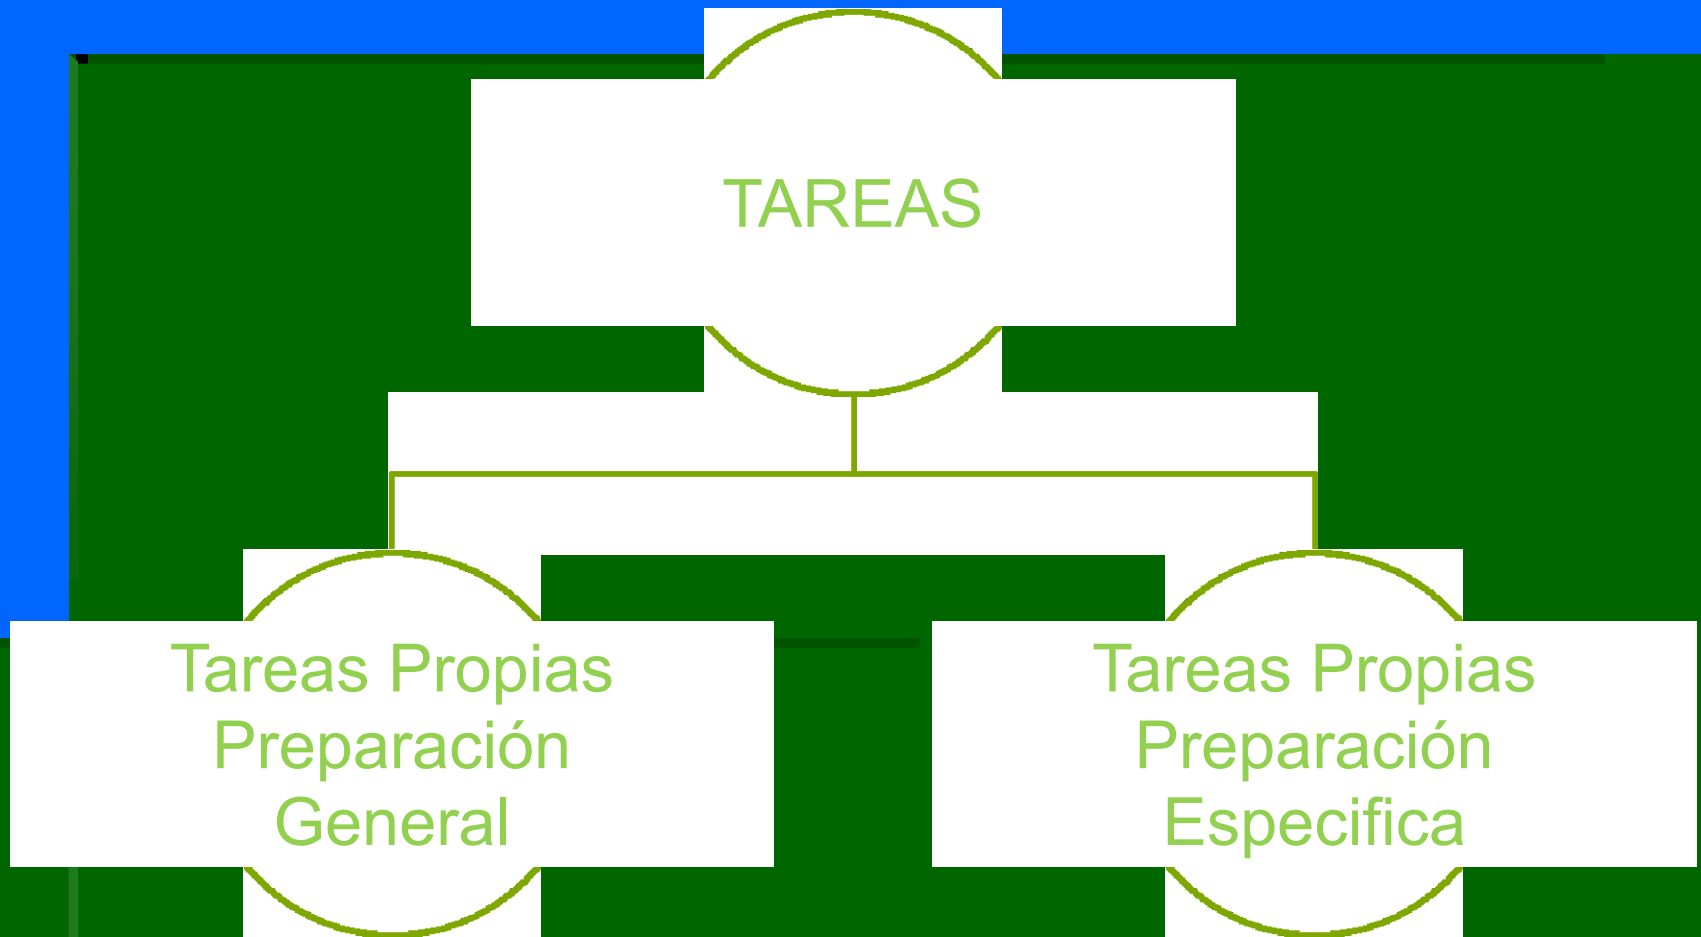 TAREAS
Tareas Propias
Preparación
General
Tareas Propias
Preparación
Especifica